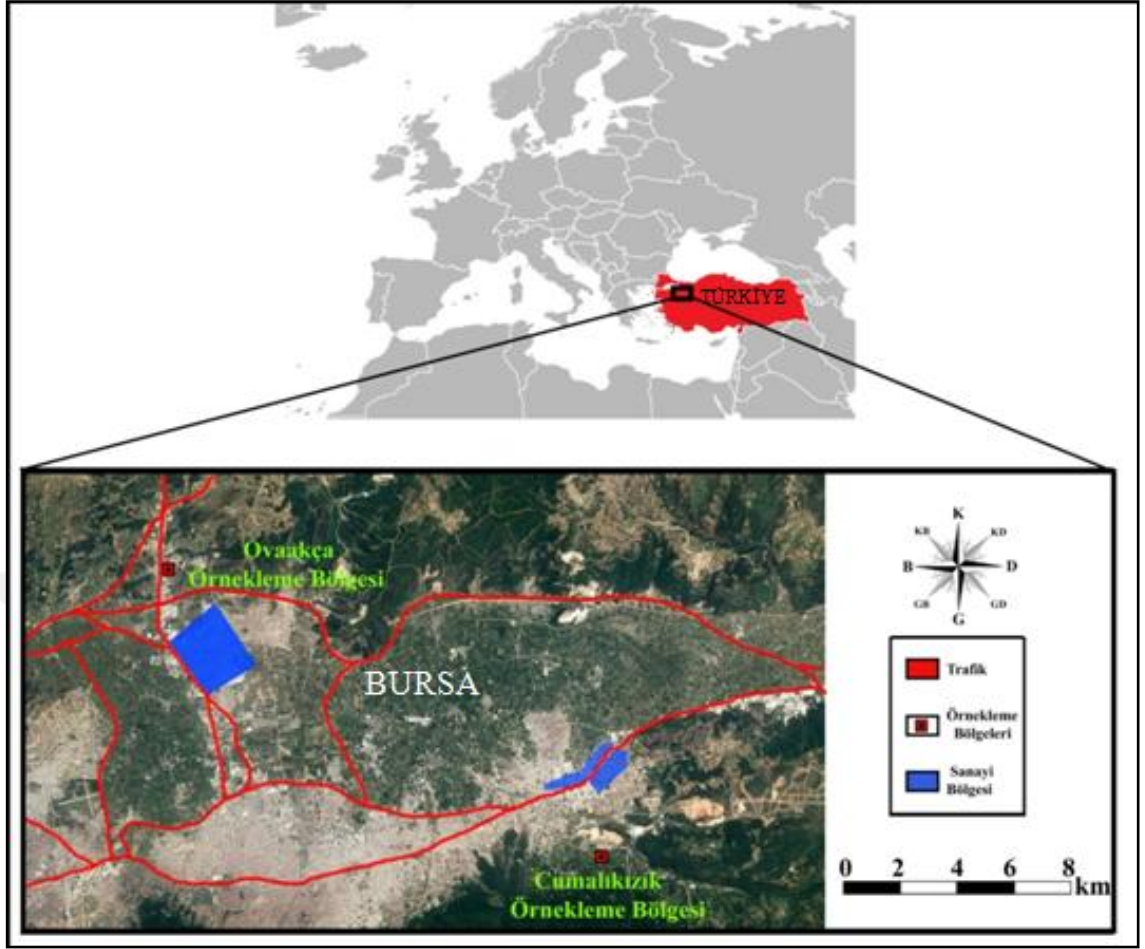 TÜRKİYE
Ovaakça
Örnekleme Bölgesi
BURSA
Cumalıkızık
Örnekleme Bölgesi
K
KB
KD
B
D
GB
GD
G
Trafik
Örnekleme
Bölgeleri
Sanayi
Bölgesi
0 2 4 6 8
km